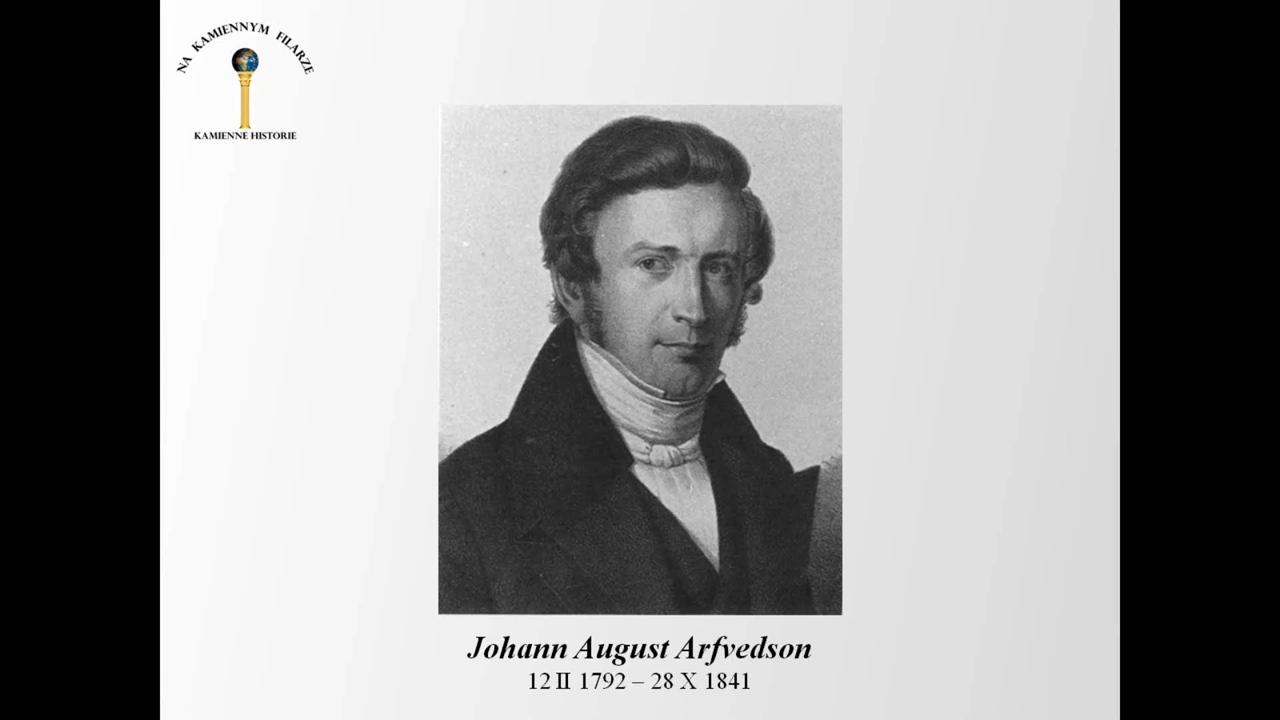 NA KAMIENNYM FILARZE
KAMIENNE HISTORIE
Johann August Arfvedson
12 II 1792 – 28 X 1841